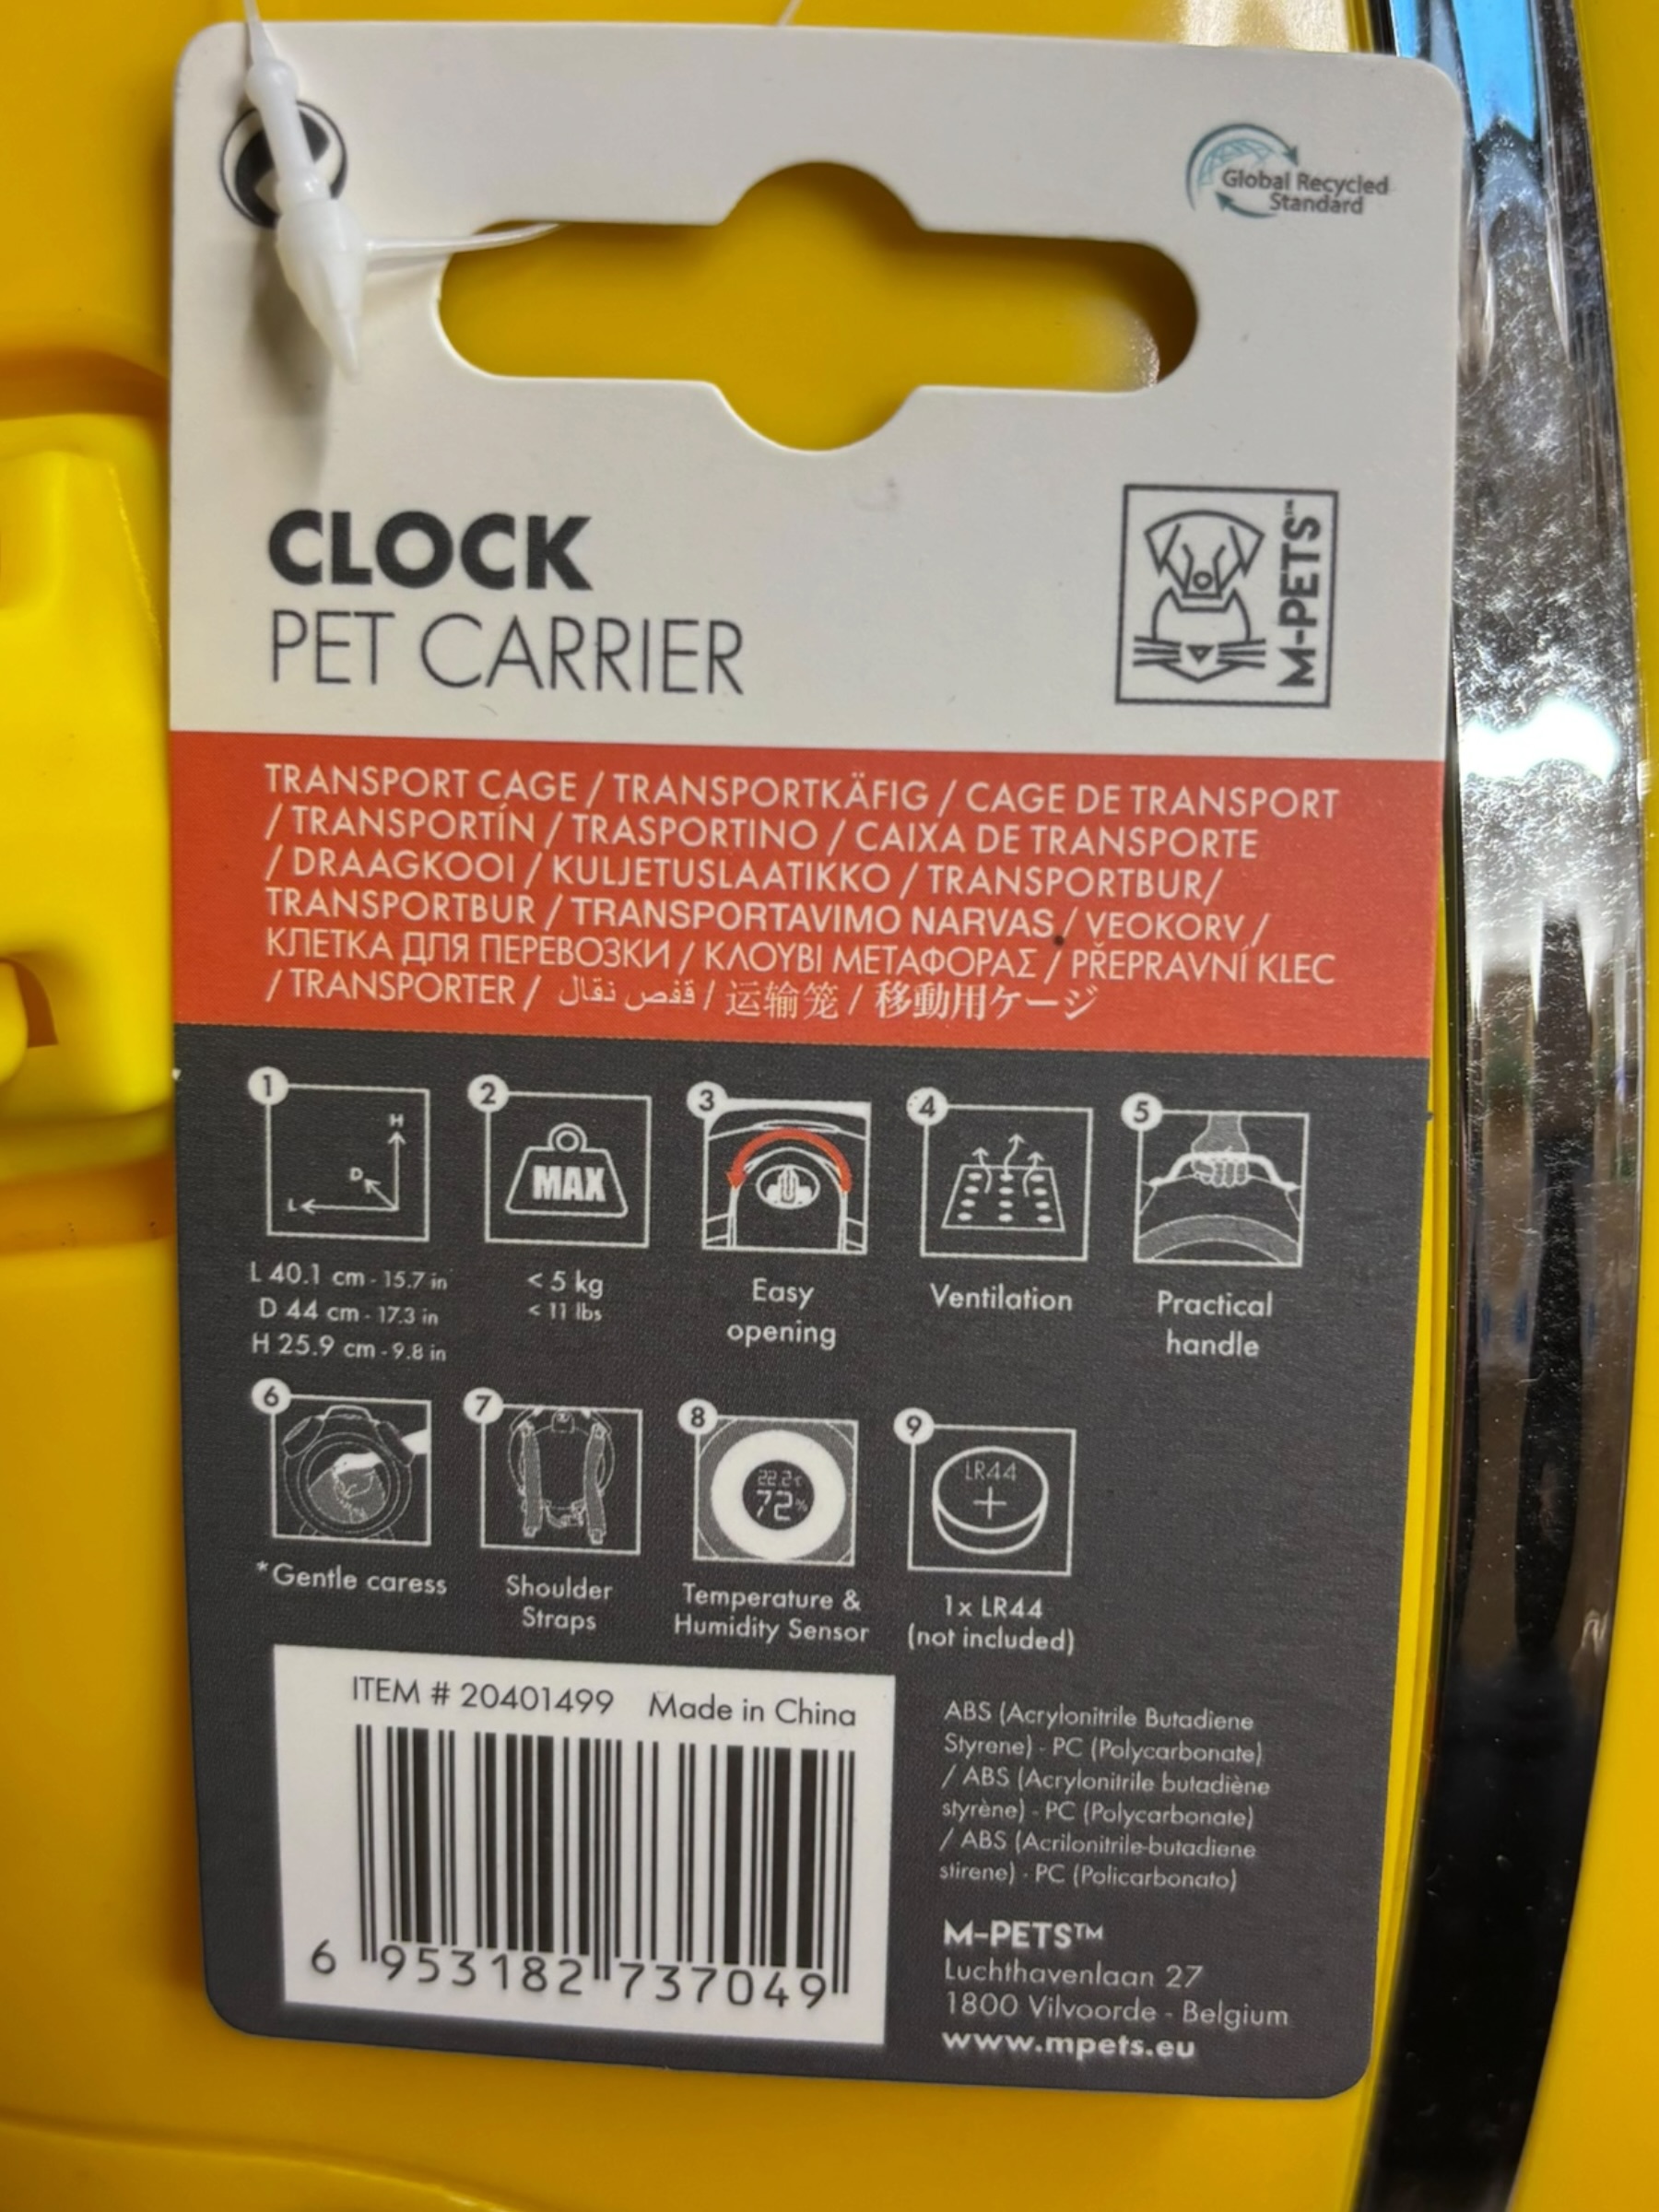 Global Recycled
Standard
CLOCK
PET CARRIER
M-PETS™
TRANSPORT CAGE / TRANSPORTKÄFIG / CAGE DE TRANSPORT
/ TRANSPORTÍN / TRASPORTINO / CAIXA DE TRANSPORTE
/ DRAAGKOOI / KULJETUSLAATIKKO / TRANSPORTBUR/
TRANSPORTBUR / TRANSPORTAVIMO NARVAS / VEOKORV /
КЛЕТКА ДЛЯ ПЕРЕВОЗКИ / ΚΛΟΥΒΙ ΜΕΤΑΦΟΡΑΣ / PŘEPRAVNÍ KLEC
/ TRANSPORTER / قفص نقال / 运输笼 / 移動用ケージ
1 2 3 4 5
H
D
L
MAX
L 40.1 cm - 15.7 in
D 44 cm - 17.3 in
H 25.9 cm - 9.8 in
< 5 kg
< 11 lbs
Easy
opening
Ventilation
Practical
handle
6 7 8 9
22.2°c
72%
LR44
+
*Gentle caress
Shoulder
Straps
Temperature &
Humidity Sensor
1x LR44
(not included)
ITEM # 20401499 Made in China
6 953182 737049
ABS (Acrylonitrile Butadiene
Styrene) - PC (Polycarbonate)
/ ABS (Acrylonitrile butadiène
styrène) - PC (Polycarbonate)
/ ABS (Acrilonitrile-butadiene
stirene) - PC (Policarbonato)
M-PETS™
Luchthavenlaan 27
1800 Vilvoorde - Belgium
www.mpets.eu